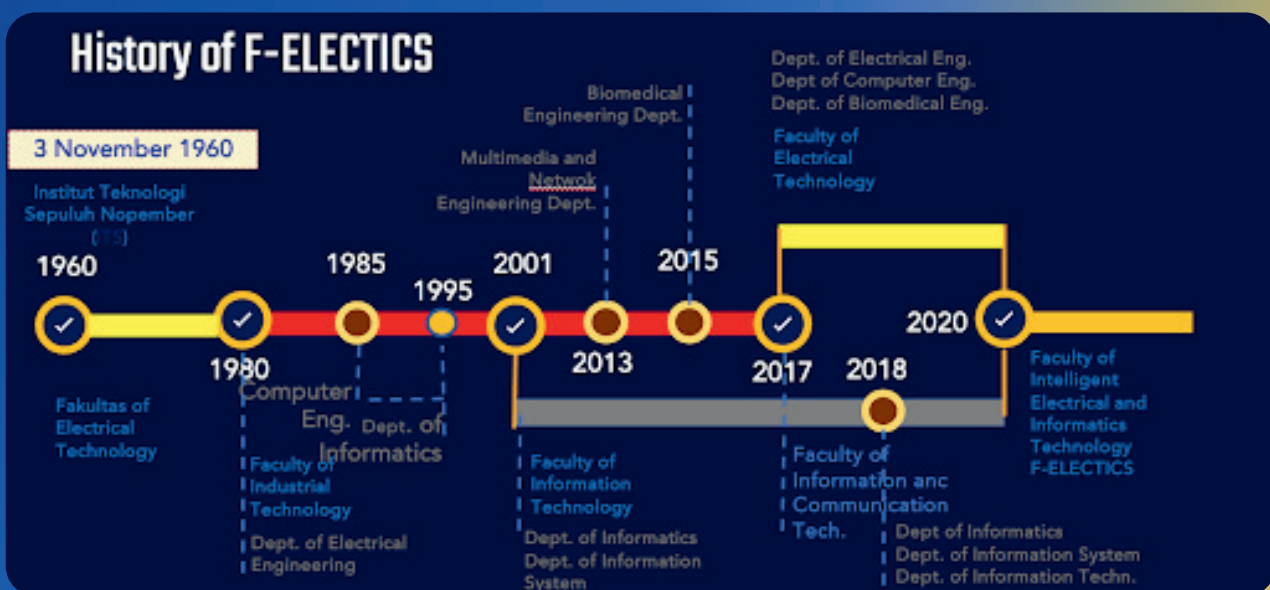 History of F-ELECTICS
3 November 1960
Institut Teknologi
Sepuluh Nopember
(ITS)
1960
Fakultas of
Electrical
Technology
1980
Faculty of
Industrial
Technology
Dept. of Electrical
Engineering
1985
Computer
Eng.
1995
Dept. of
Informatics
2001
Faculty of
Information
Technology
Dept. of Informatics
Dept. of Information
System
Multimedia and
Netwok
Engineering Dept.
2013
Biomedical
Engineering Dept.
2015
Dept. of Electrical Eng.
Dept of Computer Eng.
Dept. of Biomedical Eng.
Faculty of
Electrical
Technology
2017
Faculty of
Information anc
Communication
Tech.
2018
Dept of Informatics
Dept. of Information System
Dept. of Information Techn.
2020
Faculty of
Intelligent
Electrical and
Informatics
Technology
F-ELECTICS